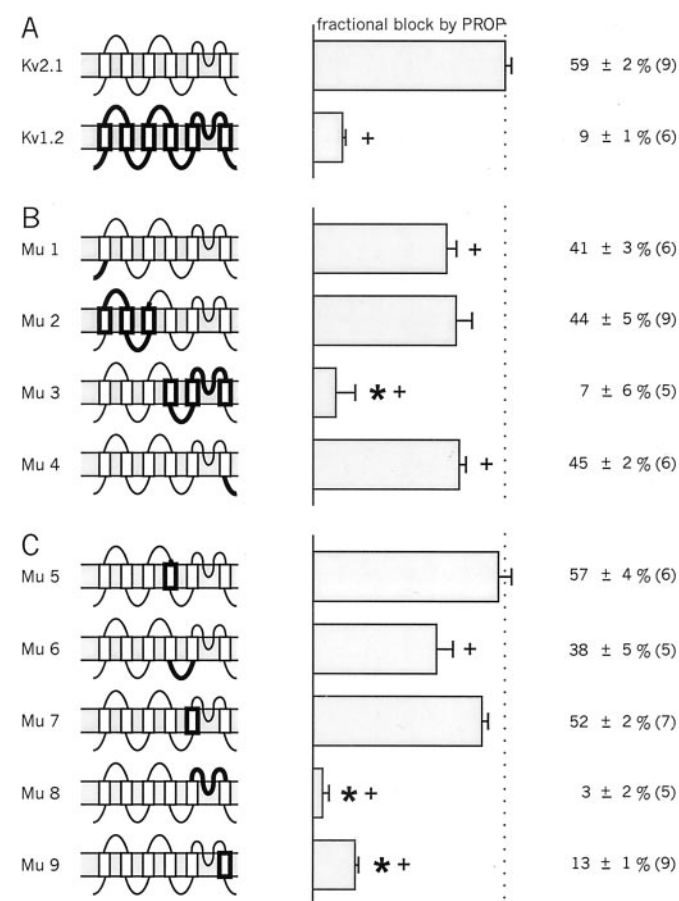 A
fractional block by PROP
Kv2.1 59 ± 2 % (9)
Kv1.2 + 9 ± 1 % (6)
B
Mu 1 + 41 ± 3 % (6)
Mu 2 44 ± 5 % (9)
Mu 3 * + 7 ± 6 % (5)
Mu 4 + 45 ± 2 % (6)
C
Mu 5 57 ± 4 % (6)
Mu 6 + 38 ± 5 % (5)
Mu 7 52 ± 2 % (7)
Mu 8 * + 3 ± 2 % (5)
Mu 9 * + 13 ± 1 % (9)